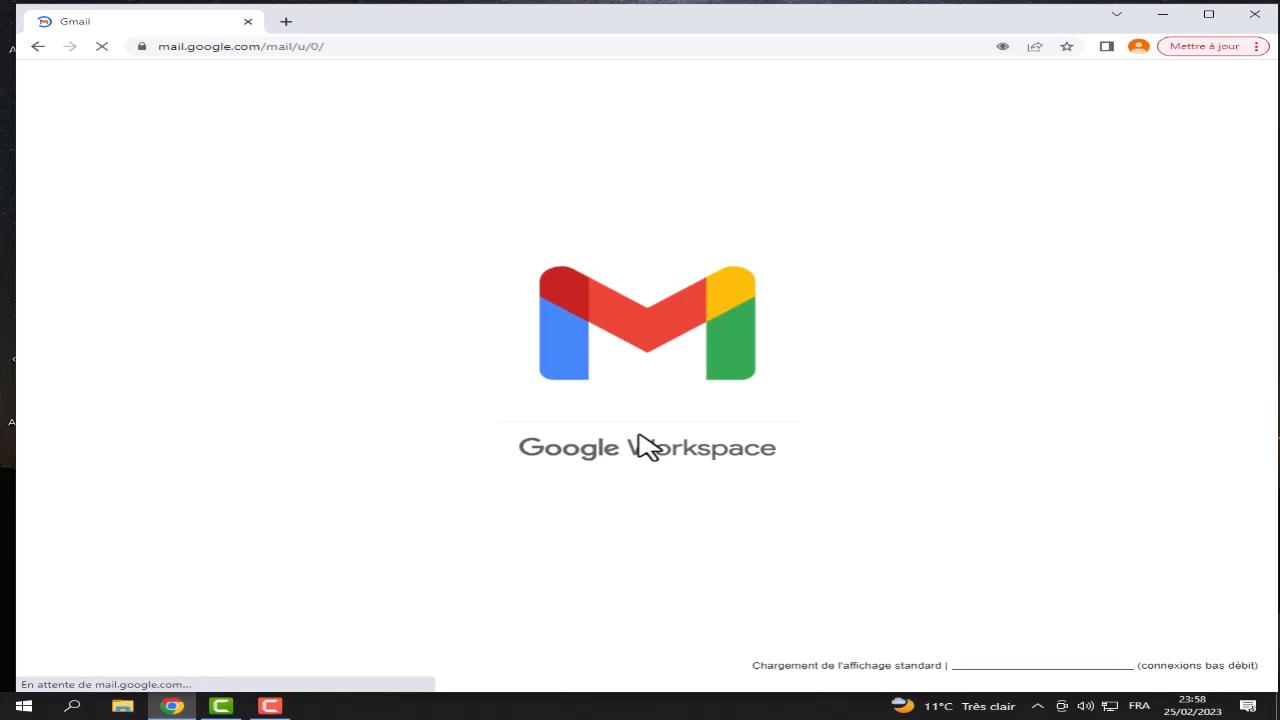 Gmail
mail.google.com/mail/u/0/
Mettre à jour
Google Workspace
Chargement de l'affichage standard | (connexions bas débit)
En attente de mail.google.com...
11°C Très clair
FRA
23:58
25/02/2023